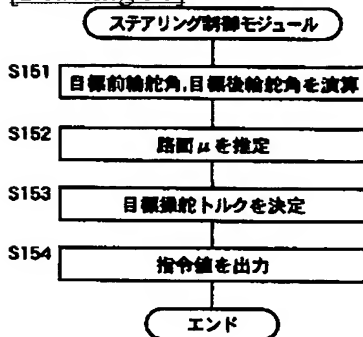 ステアリング制御モジュール
S151
目標前輪舵角,目標後輪舵角を演算
S152
路面μを推定
S153
目標操舵トルクを決定
S154
指令値を出力
エンド